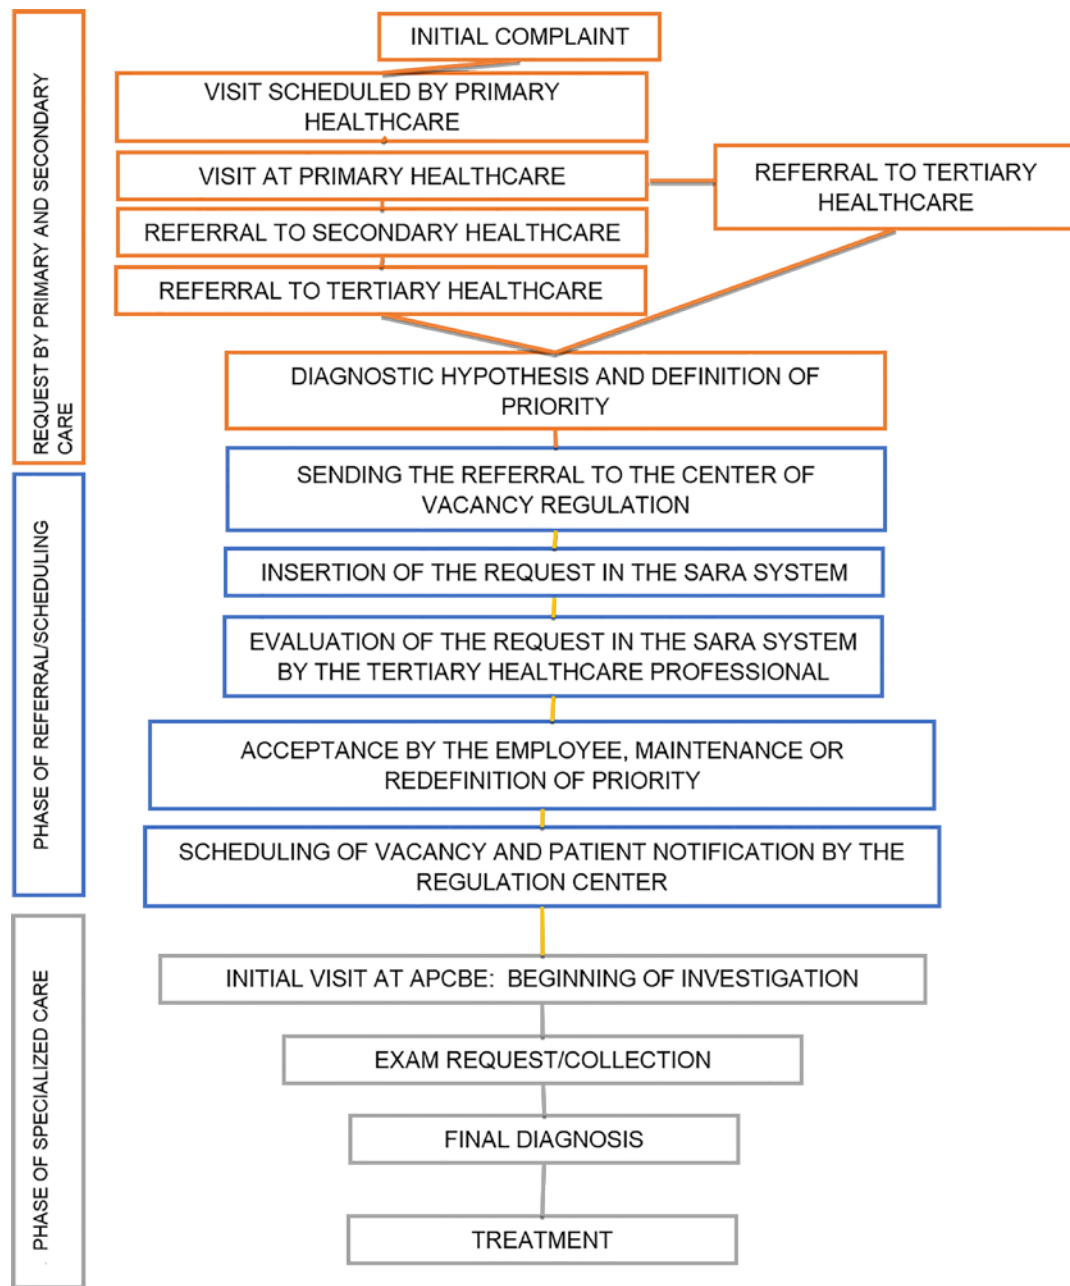 INITIAL COMPLAINT
VISIT SCHEDULED BY PRIMARY
HEALTHCARE
VISIT AT PRIMARY HEALTHCARE
REFERRAL TO TERTIARY
HEALTHCARE
REFERRAL TO SECONDARY HEALTHCARE
REFERRAL TO TERTIARY HEALTHCARE
DIAGNOSTIC HYPOTHESIS AND DEFINITION OF
PRIORITY
REQUEST BY PRIMARY AND SECONDARY
CARE
SENDING THE REFERRAL TO THE CENTER OF
VACANCY REGULATION
INSERTION OF THE REQUEST IN THE SARA SYSTEM
EVALUATION OF THE REQUEST IN THE SARA SYSTEM
BY THE TERTIARY HEALTHCARE PROFESSIONAL
ACCEPTANCE BY THE EMPLOYEE, MAINTENANCE OR
REDEFINITION OF PRIORITY
SCHEDULING OF VACANCY AND PATIENT NOTIFICATION BY THE
REGULATION CENTER
PHASE OF REFERRAL/SCHEDULING
INITIAL VISIT AT APCBE: BEGINNING OF INVESTIGATION
EXAM REQUEST/COLLECTION
FINAL DIAGNOSIS
TREATMENT
PHASE OF SPECIALIZED CARE